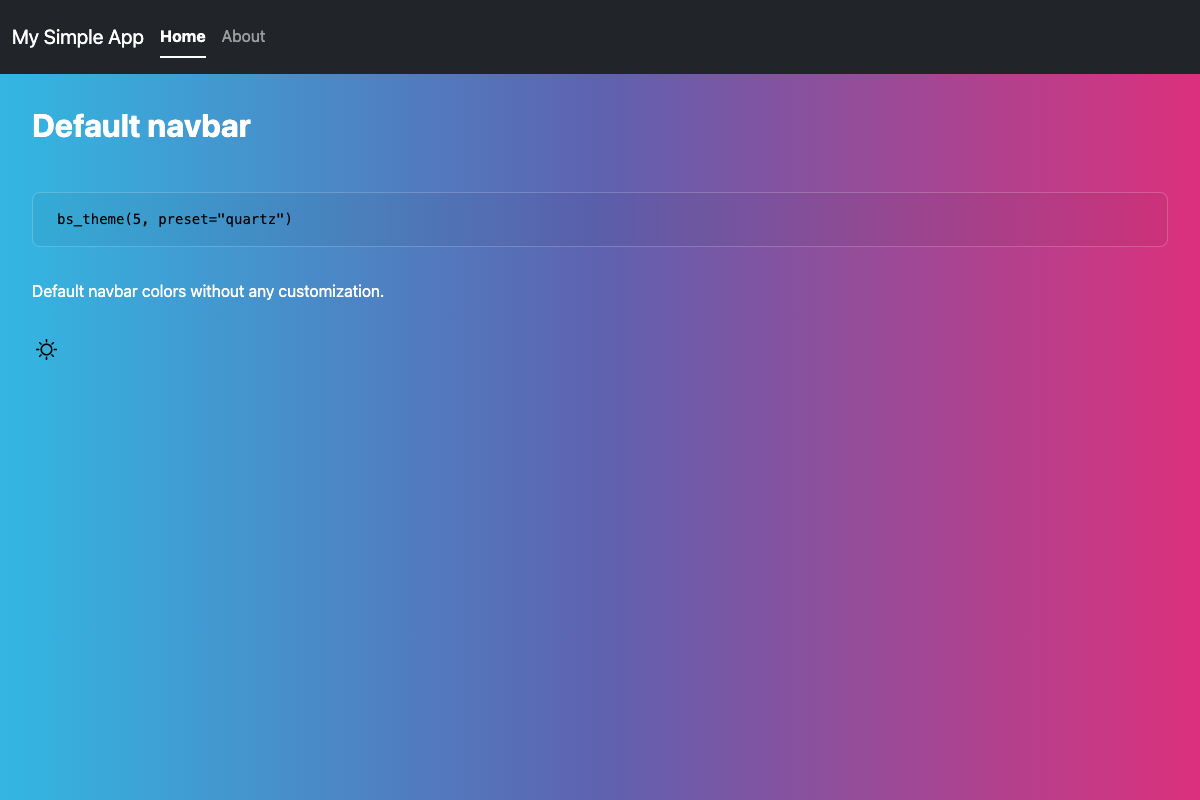 My Simple App Home About
Default navbar
bs_theme(5, preset="quartz")
Default navbar colors without any customization.